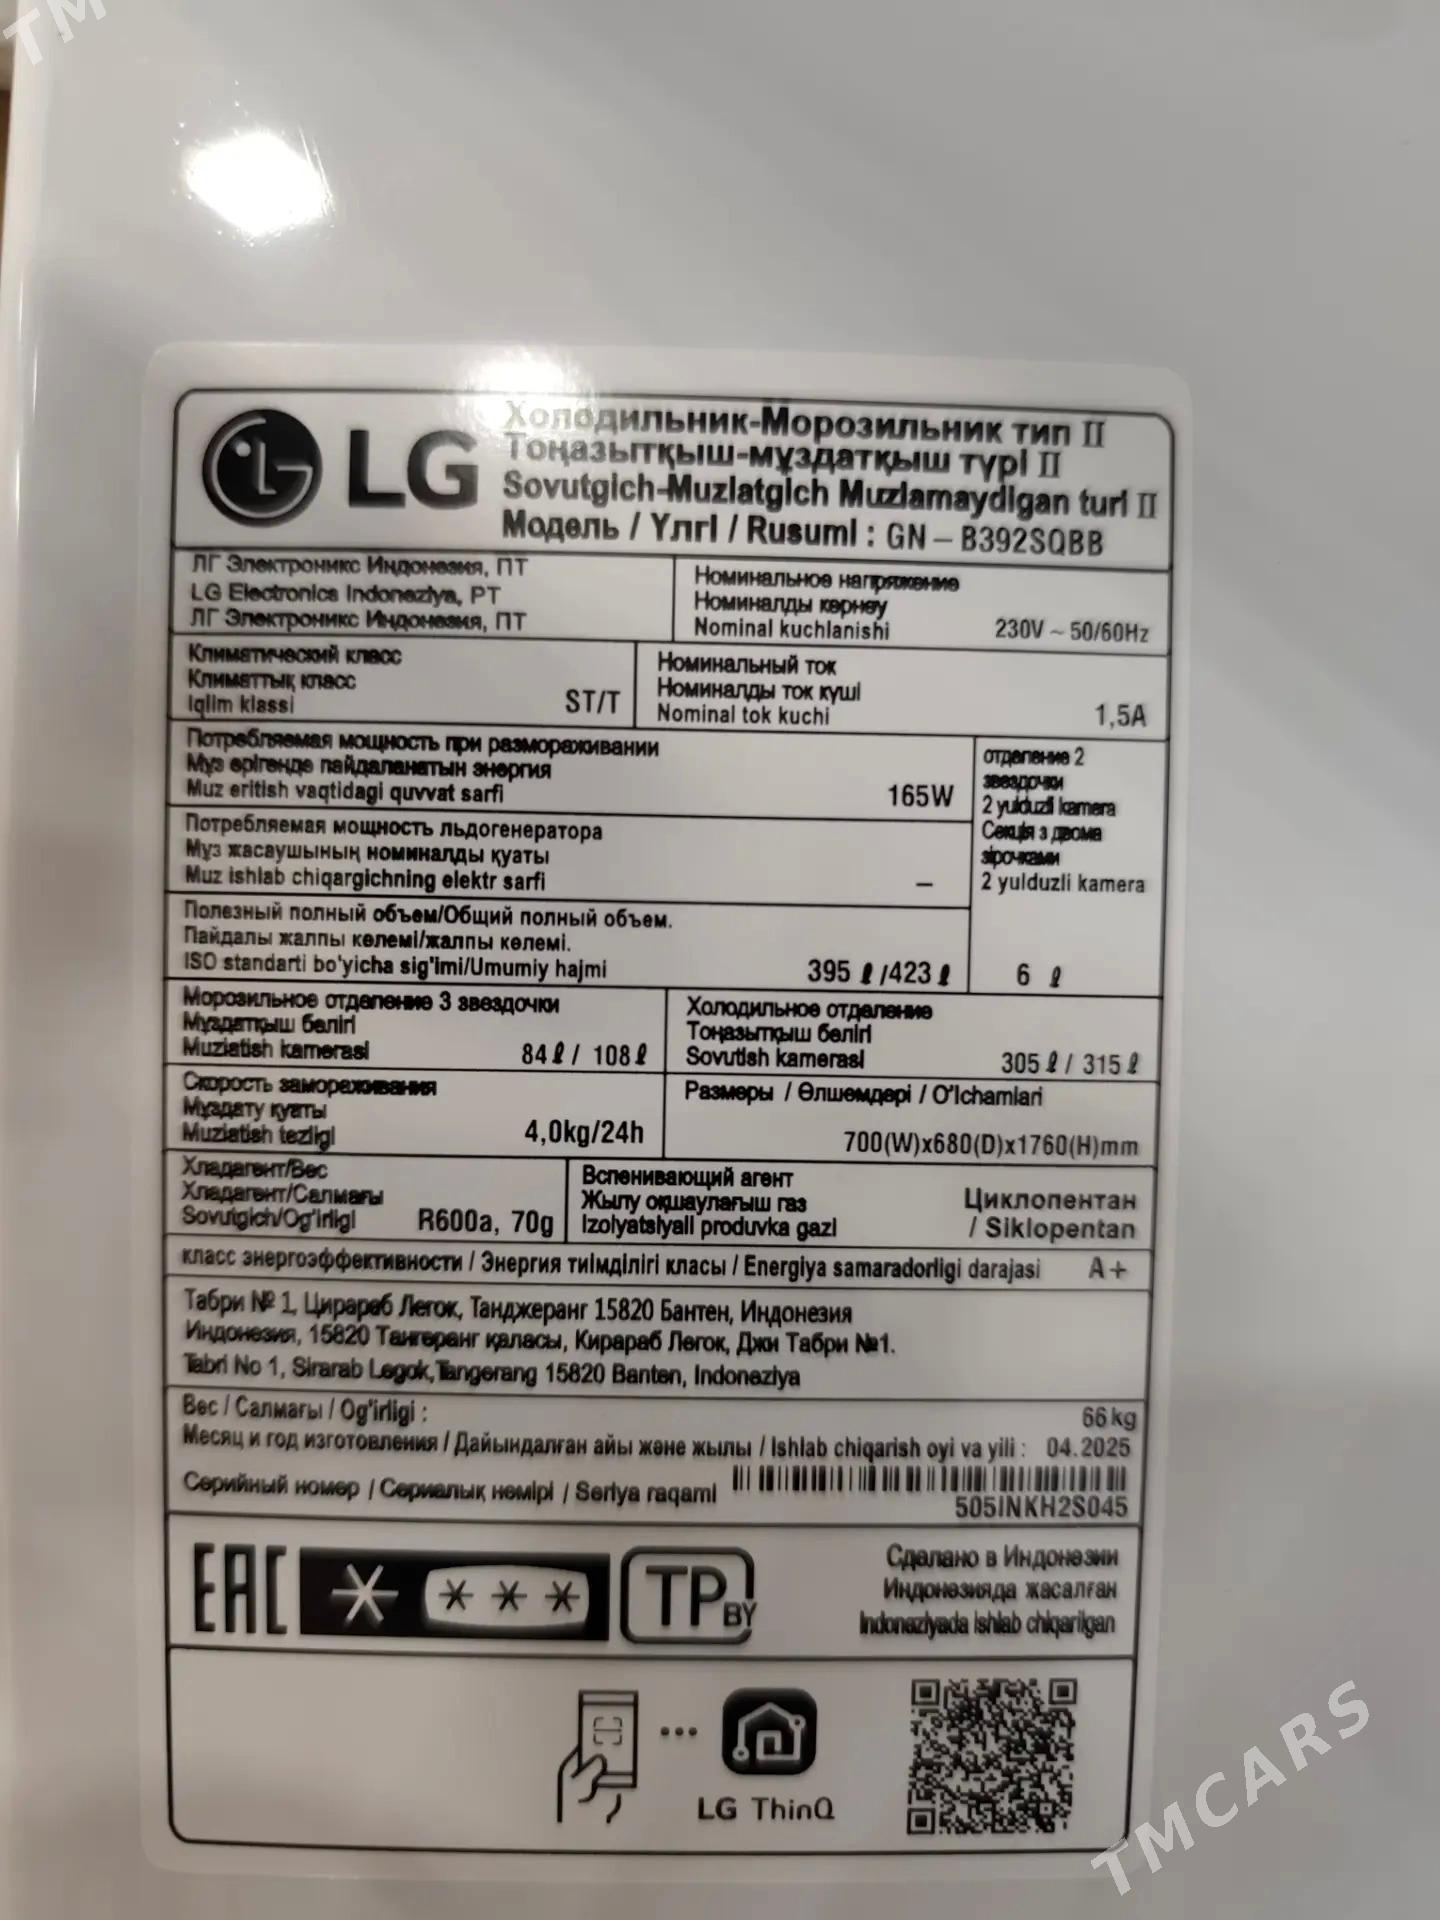 TM
LG
Холодильник-Морозильник тип II
Тоңазытқыш-мұздатқыш түрі II
Sovutgich-Muzlatgich Muzlamaydigan turi II
Модель / Үлгі / Rusumi : GN – B392SQBB
ЛГ Электроникс Индонезия, ПТ
LG Electronics Indoneziya, PT
ЛГ Электроникс Индонезия, ПТ
Номинальное напряжение
Номиналды кернеу
Nominal kuchlanishi 230V ~ 50/60Hz
Климатический класс
Климаттық класс
Iqlim klassi ST/T
Номинальный ток
Номиналды ток күші
Nominal tok kuchi 1,5A
Потребляемая мощность при размораживании
Мұз ерігенде пайдаланатын энергия
Muz eritish vaqtidagi quvvat sarfi 165W
Потребляемая мощность льдогенератора
Мұз жасаушының номиналды қуаты
Muz ishlab chiqargichning elektr sarfi –
Полезный полный объем/Общий полный объем.
Пайдалы жалпы көлемі/жалпы көлемі.
ISO standarti bo'yicha sig'imi/Umumiy hajmi 395 ℓ /423 ℓ
отделение 2
звездочки
2 yulduzli kamera
Секція з двома
зірочками
2 yulduzli kamera
6 ℓ
Морозильное отделение 3 звездочки
Мұздатқыш бөлігі
Muzlatish kamerasi 84 ℓ / 108 ℓ
Холодильное отделение
Тоңазытқыш бөлігі
Sovutish kamerasi 305 ℓ / 315 ℓ
Скорость замораживания
Мұздату қуаты
Muzlatish tezligi 4,0kg/24h
Размеры / Өлшемдері / O'lchamlari
700(W)x680(D)x1760(H)mm
Хладагент/Вес
Хладагент/Салмағы
Sovutgich/Og'irligi R600a, 70g
Вспенивающий агент
Жылу оқшаулағыш газ
Izolyatsiyali produvka gazi
Циклопентан
/ Siklopentan
класс энергоэффективности / Энергия тиімділігі класы / Energiya samaradorligi darajasi A+
Табри № 1, Цирараб Легок, Танджеранг 15820 Бантен, Индонезия
Индонезия, 15820 Тангеранг қаласы, Кирараб Легок, Джи Табри №1.
Tabri No 1, Sirarab Legok, Tangerang 15820 Banten, Indoneziya
Вес / Салмағы / Og'irligi : 66 kg
Месяц и год изготовления / Дайындалған айы және жылы / Ishlab chiqarish oyi va yili : 04.2025
Серийный номер / Сериалық нөмірі / Seriya raqami
505INKH2S045
EAC
TP BY
Сделано в Индонезии
Индонезияда жасалған
Indoneziyada ishlab chiqarilgan
LG ThinQ
TMCARS